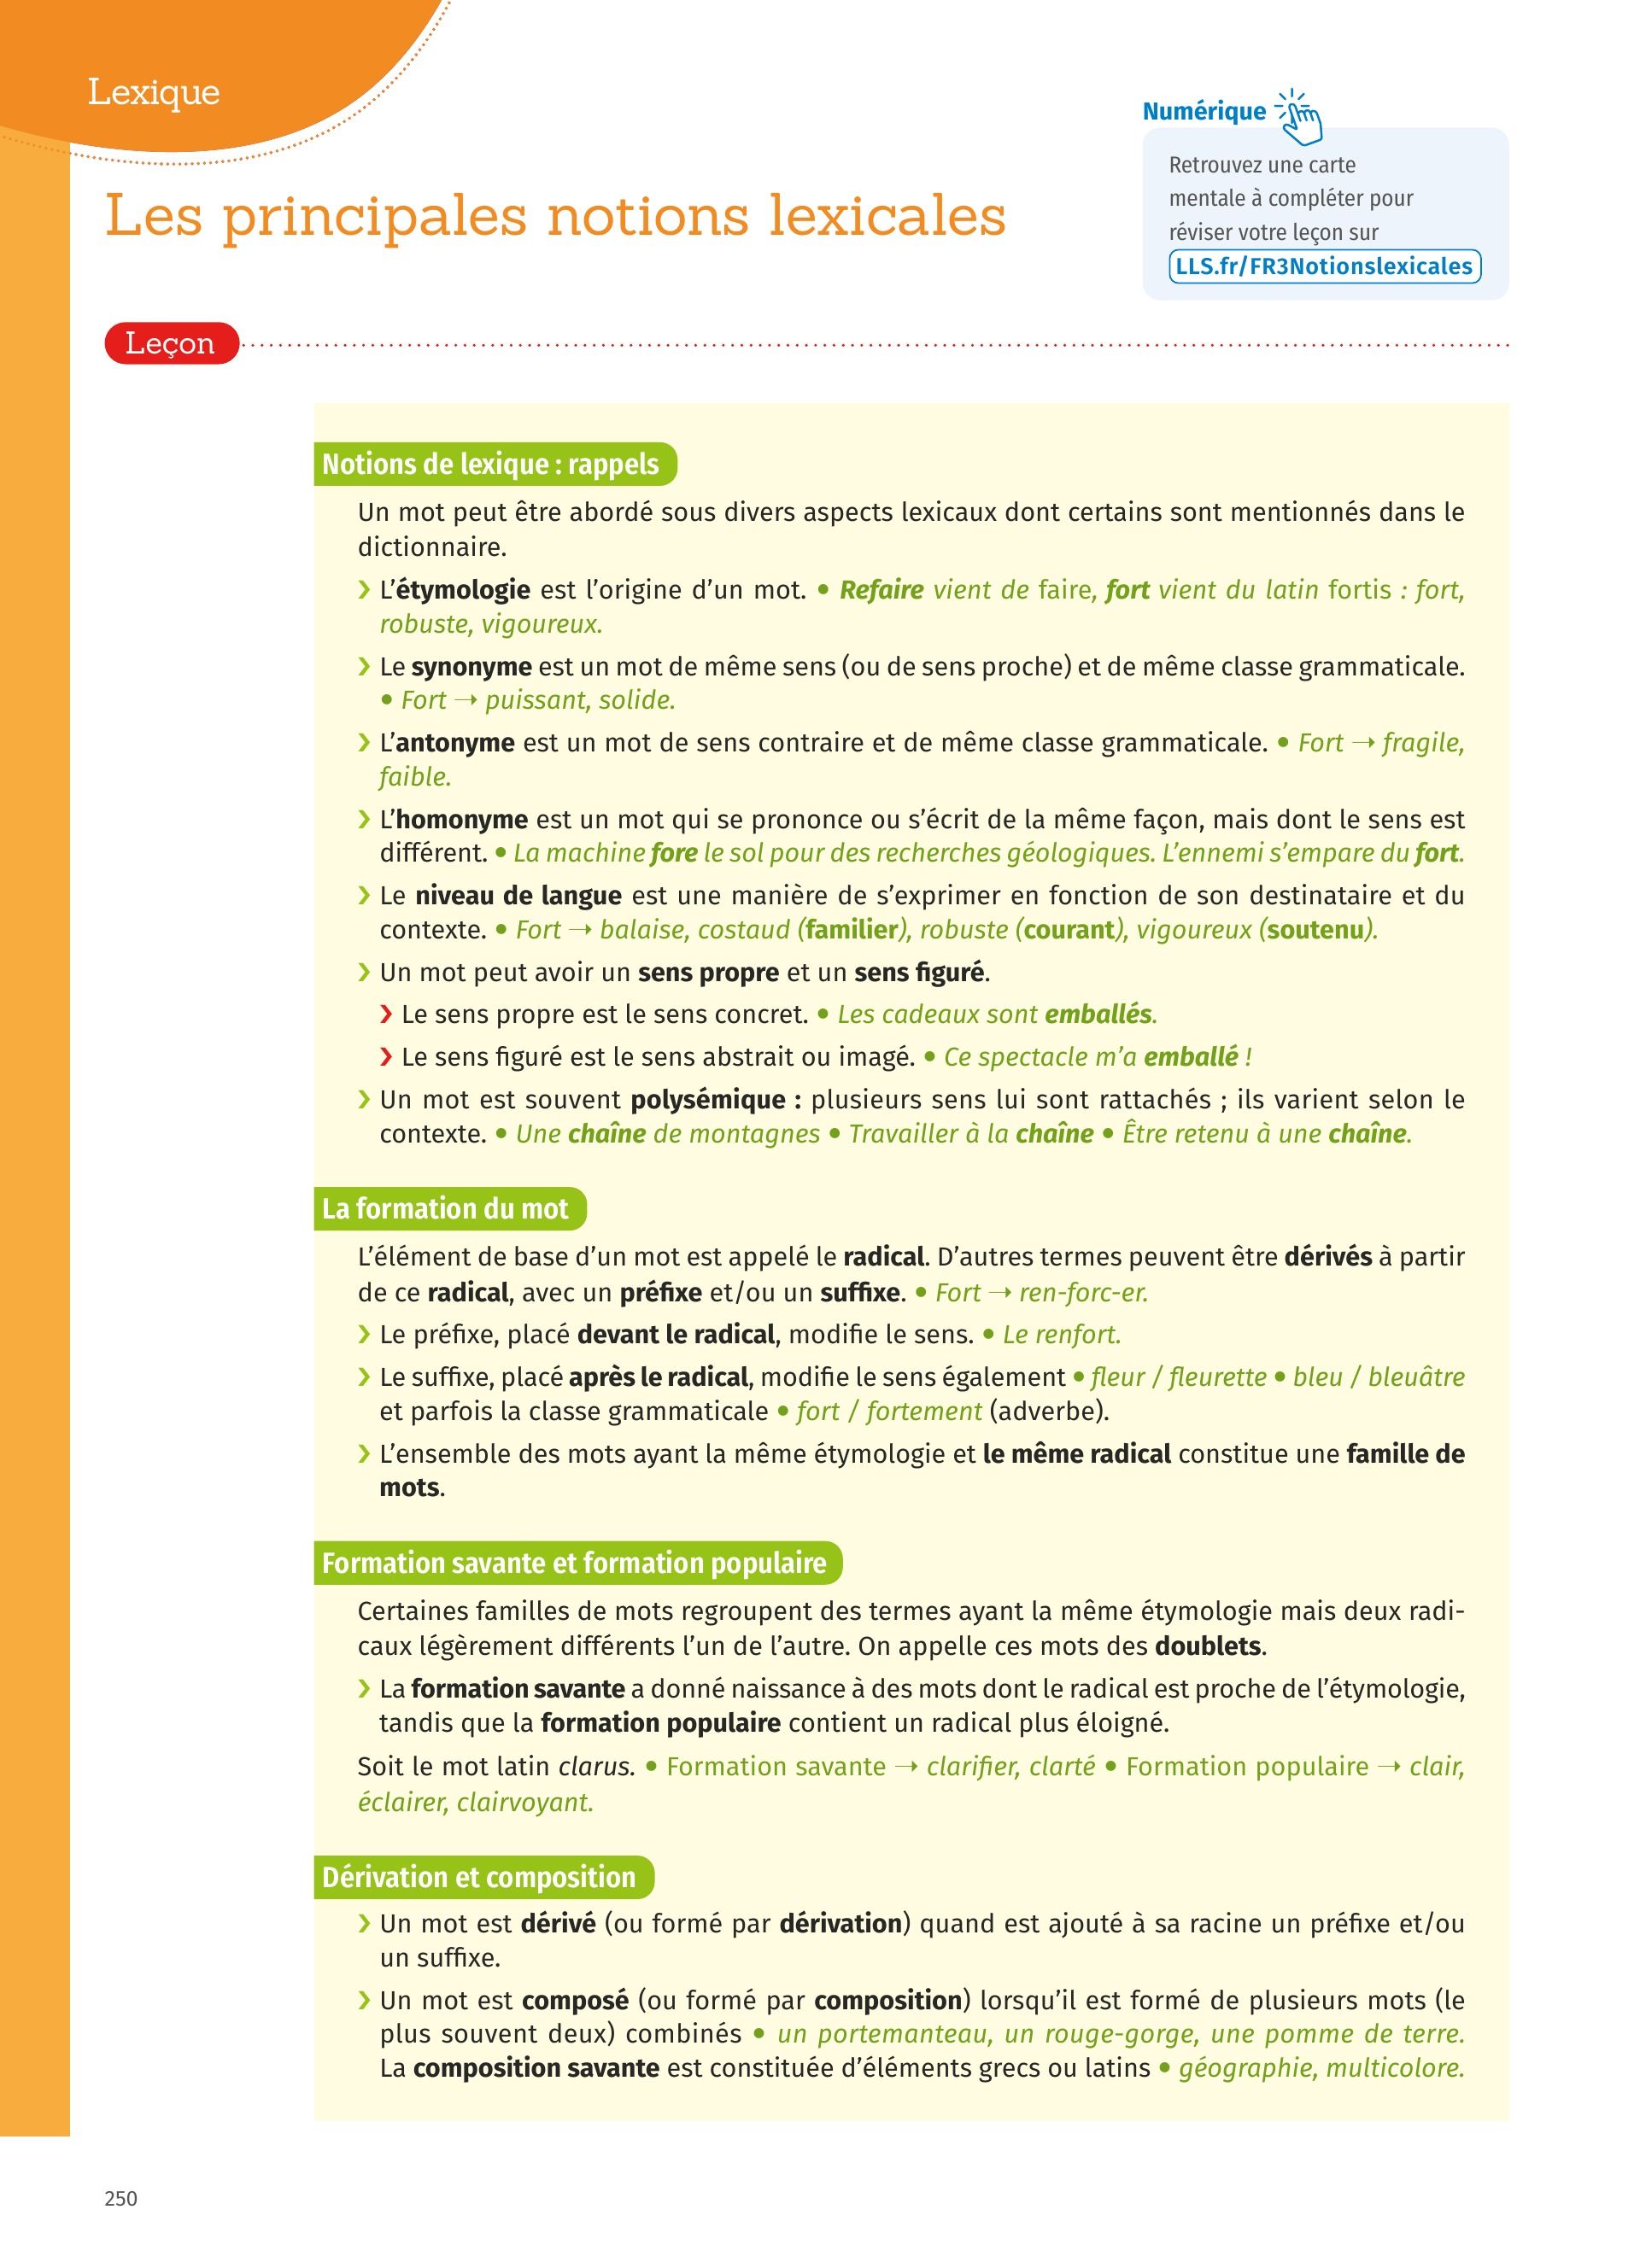 Lexique
Numérique
Retrouvez une carte
mentale à compléter pour
réviser votre leçon sur
LLS.fr/FR3Notionslexicales
Les principales notions lexicales
Leçon
Notions de lexique : rappels
Un mot peut être abordé sous divers aspects lexicaux dont certains sont mentionnés dans le
dictionnaire.
› L’étymologie est l’origine d’un mot. • Refaire vient de faire, fort vient du latin fortis : fort,
robuste, vigoureux.
› Le synonyme est un mot de même sens (ou de sens proche) et de même classe grammaticale.
• Fort → puissant, solide.
› L’antonyme est un mot de sens contraire et de même classe grammaticale. • Fort → fragile,
faible.
› L’homonyme est un mot qui se prononce ou s’écrit de la même façon, mais dont le sens est
différent. • La machine fore le sol pour des recherches géologiques. L’ennemi s’empare du fort.
› Le niveau de langue est une manière de s’exprimer en fonction de son destinataire et du
contexte. • Fort → balaise, costaud (familier), robuste (courant), vigoureux (soutenu).
› Un mot peut avoir un sens propre et un sens figuré.
› Le sens propre est le sens concret. • Les cadeaux sont emballés.
› Le sens figuré est le sens abstrait ou imagé. • Ce spectacle m’a emballé !
› Un mot est souvent polysémique : plusieurs sens lui sont rattachés ; ils varient selon le
contexte. • Une chaîne de montagnes • Travailler à la chaîne • Être retenu à une chaîne.
La formation du mot
L’élément de base d’un mot est appelé le radical. D’autres termes peuvent être dérivés à partir
de ce radical, avec un préfixe et/ou un suffixe. • Fort → ren-forc-er.
› Le préfixe, placé devant le radical, modifie le sens. • Le renfort.
› Le suffixe, placé après le radical, modifie le sens également • fleur / fleurette • bleu / bleuâtre
et parfois la classe grammaticale • fort / fortement (adverbe).
› L’ensemble des mots ayant la même étymologie et le même radical constitue une famille de
mots.
Formation savante et formation populaire
Certaines familles de mots regroupent des termes ayant la même étymologie mais deux radi-
caux légèrement différents l’un de l’autre. On appelle ces mots des doublets.
› La formation savante a donné naissance à des mots dont le radical est proche de l’étymologie,
tandis que la formation populaire contient un radical plus éloigné.
Soit le mot latin clarus. • Formation savante → clarifier, clarté • Formation populaire → clair,
éclairer, clairvoyant.
Dérivation et composition
› Un mot est dérivé (ou formé par dérivation) quand est ajouté à sa racine un préfixe et/ou
un suffixe.
› Un mot est composé (ou formé par composition) lorsqu’il est formé de plusieurs mots (le
plus souvent deux) combinés • un portemanteau, un rouge-gorge, une pomme de terre.
La composition savante est constituée d’éléments grecs ou latins • géographie, multicolore.
250